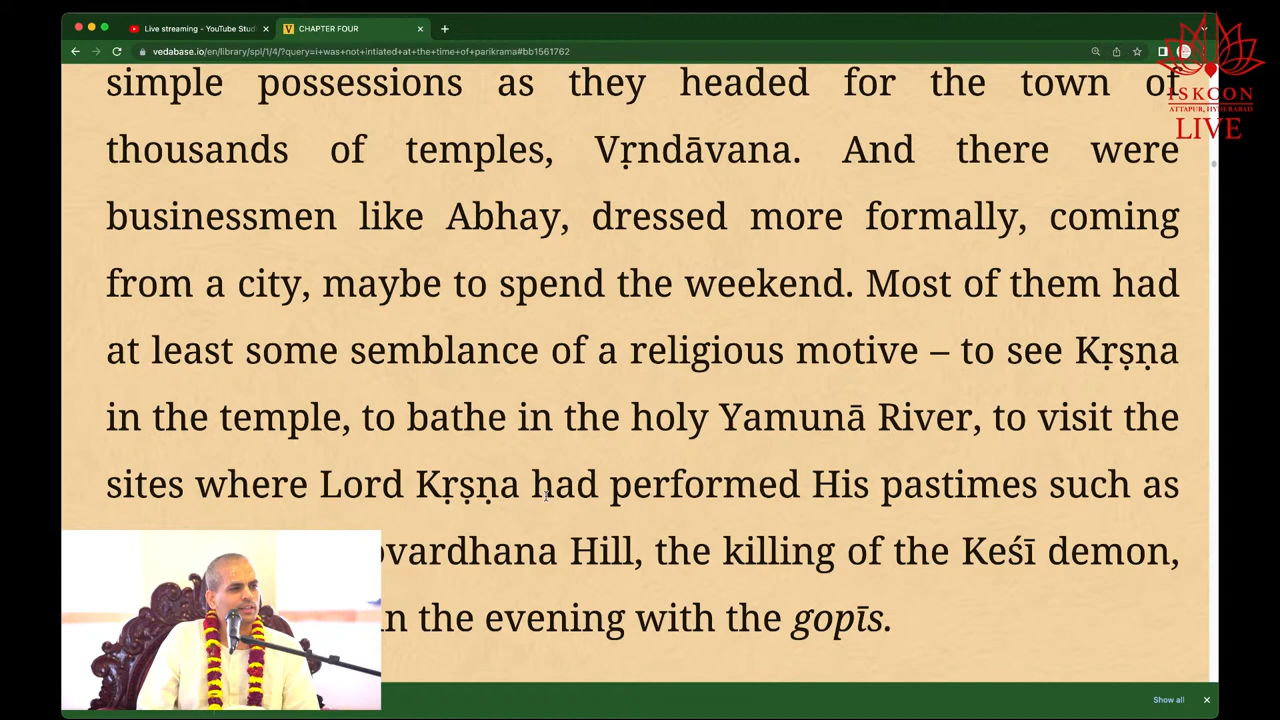 Live streaming - YouTube Stud
CHAPTER FOUR
vedabase.io/en/library/spl/1/4/?query=i+was+not+intiated+at+the+time+of+parikrama#bb1561762
ISKCON
ATTAPUR, HYDERABAD
LIVE
simple possessions as they headed for the town of
thousands of temples, Vṛndāvana. And there were
businessmen like Abhay, dressed more formally, coming
from a city, maybe to spend the weekend. Most of them had
at least some semblance of a religious motive – to see Kṛṣṇa
in the temple, to bathe in the holy Yamunā River, to visit the
sites where Lord Kṛṣṇa had performed His pastimes such as
ovardhana Hill, the killing of the Keśī demon,
in the evening with the gopīs.
Show all